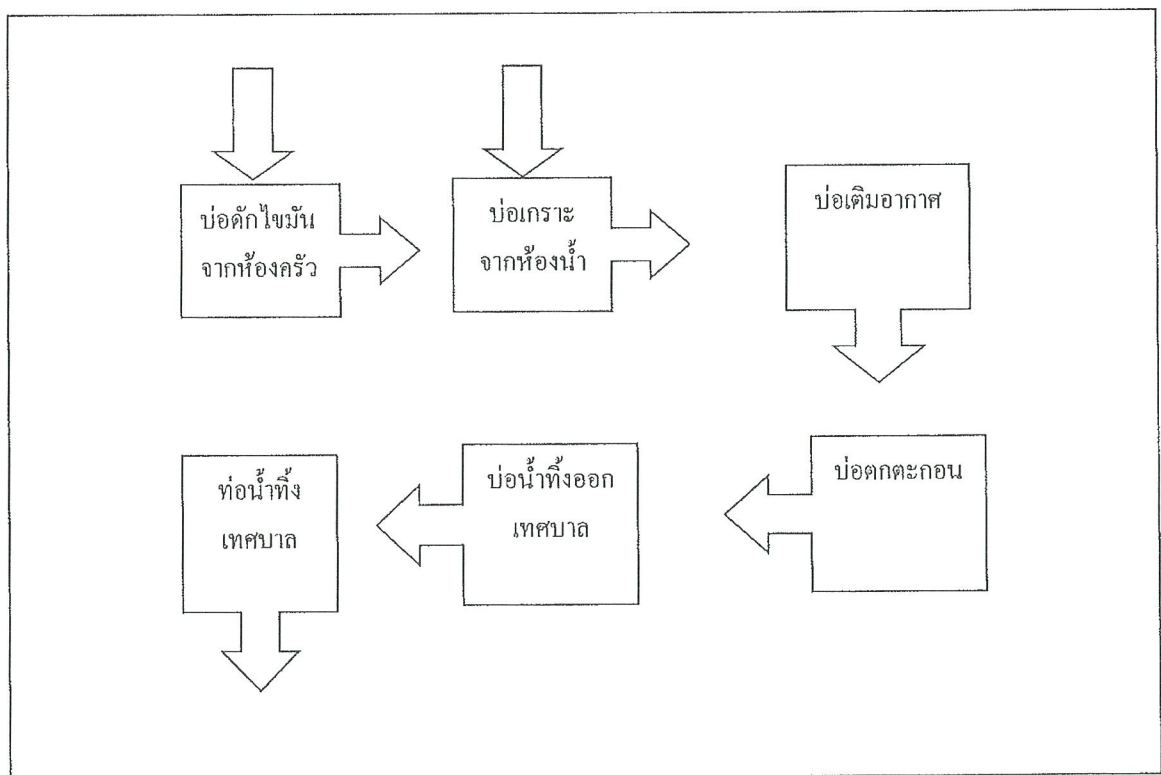 บ่อดักไขมัน
จากห้องครัว
บ่อเกราะ
จากห้องน้ำ
บ่อเติมอากาศ
ท่อน้ำทิ้ง
เทศบาล
บ่อน้ำทิ้งออก
เทศบาล
บ่อตกตะกอน